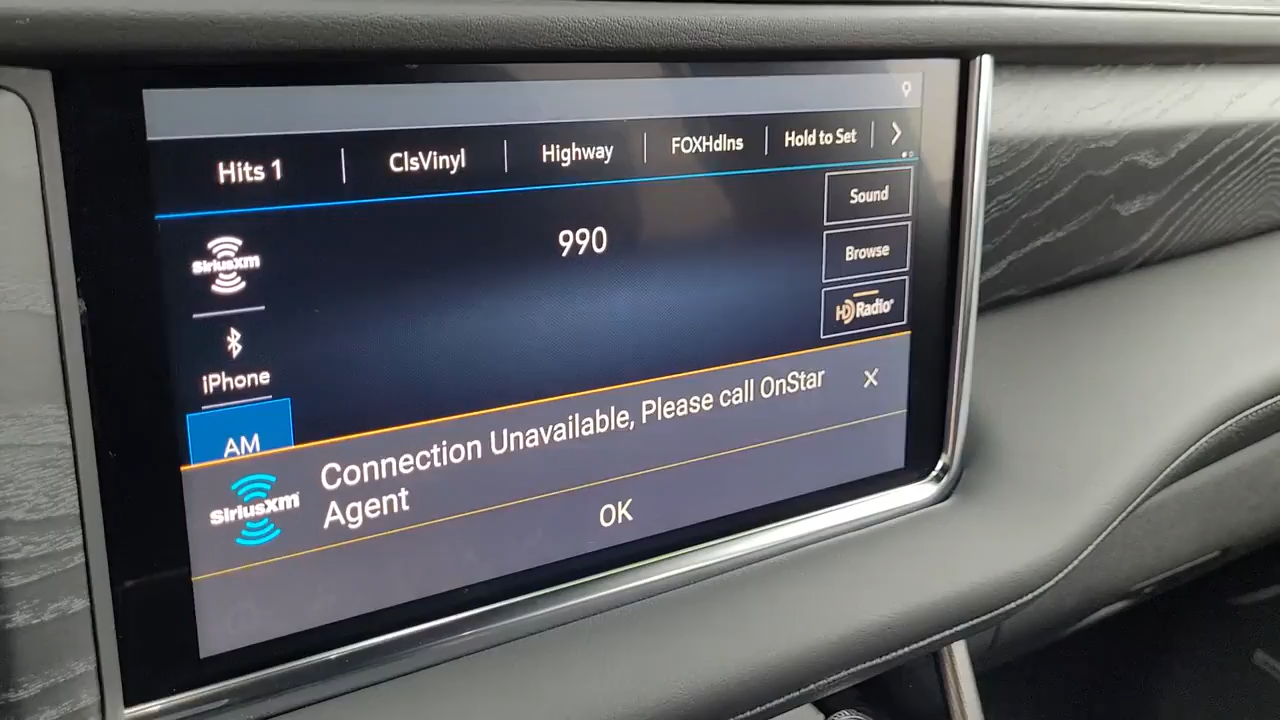 Hits 1
ClsVinyl
Highway
FOXHdlns
Hold to Set
Sound
SiriusXM
990
Browse
HD Radio
iPhone
AM
Connection Unavailable, Please call OnStar
Agent
SiriusXM
OK